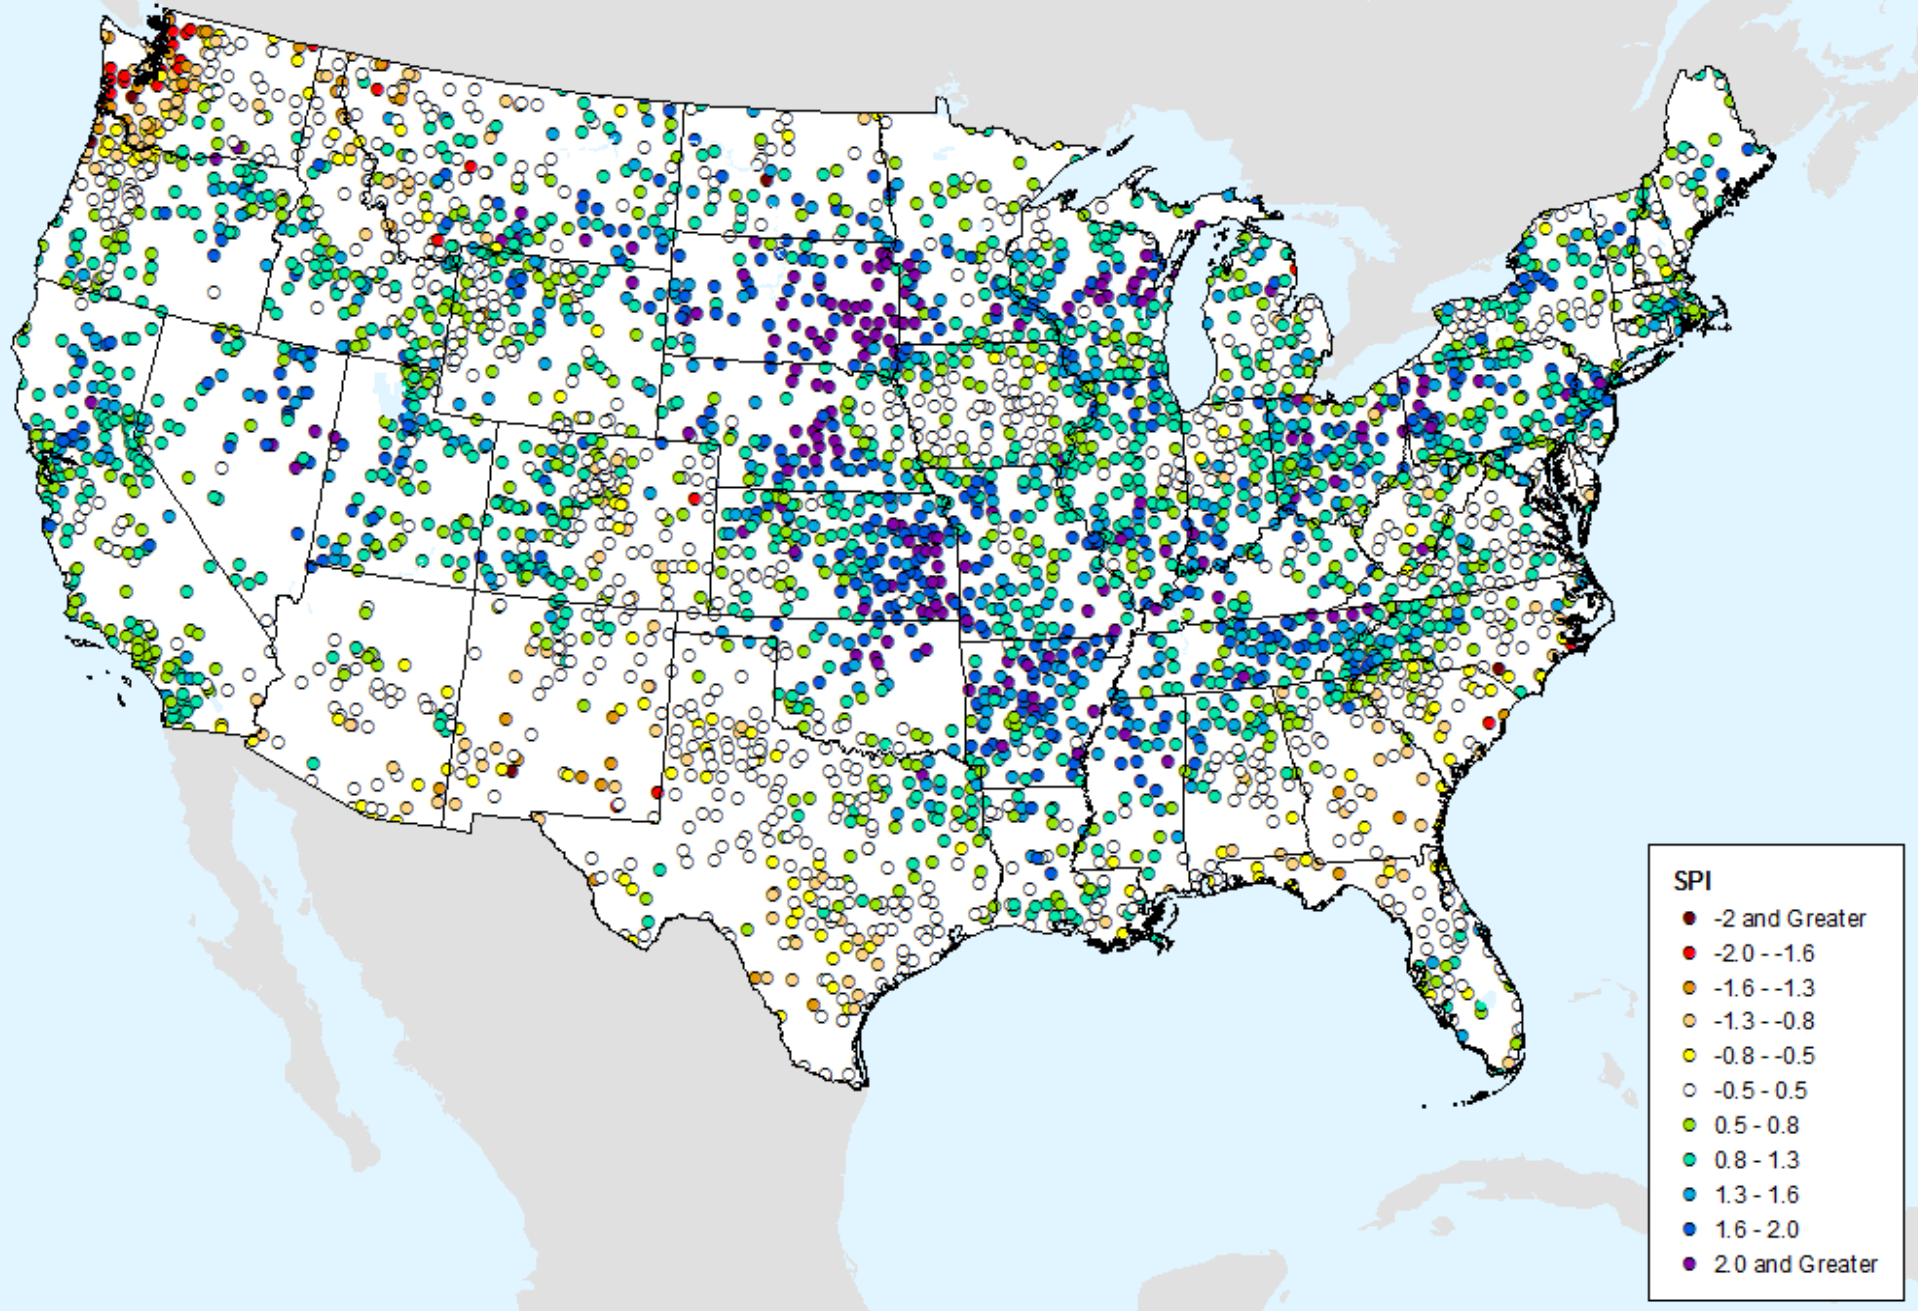 SPI
-2 and Greater
-2.0 - -1.6
-1.6 - -1.3
-1.3 - -0.8
-0.8 - -0.5
-0.5 - 0.5
0.5 - 0.8
0.8 - 1.3
1.3 - 1.6
1.6 - 2.0
2.0 and Greater